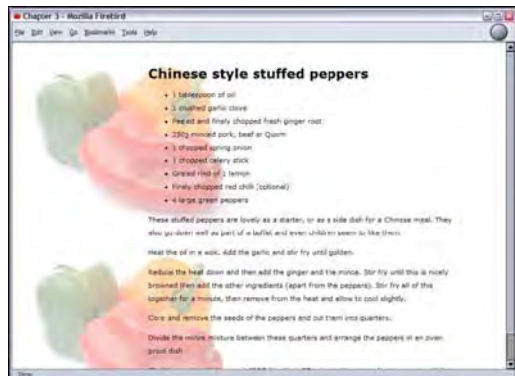 Chapter 3 - Mozilla Firebird
File Edit View Go Bookmarks Tools Help
Chinese style stuffed peppers
1 tablespoon of oil
1 crushed garlic clove
Peeled and finely chopped fresh ginger root
250g minced pork, beef or Quorn
1 chopped spring onion
1 chopped celery stick
Grated rind of 1 lemon
Finely chopped red chilli (optional)
4 large green peppers
These stuffed peppers are lovely as a starter, or as a side dish for a Chinese meal. They
also go down well as part of a buffet and even children seem to like them.
Heat the oil in a wok. Add the garlic and stir fry until golden.
Reduce the heat down and then add the ginger and the mince. Stir fry until this is nicely
browned then add the other ingredients (apart from the peppers). Stir fry all of this
together for a minute, then remove from the heat and allow to cool slightly.
Core and remove the seeds of the peppers and cut them into quarters.
Divide the mince mixture between these quarters and arrange the peppers in an oven
proof dish